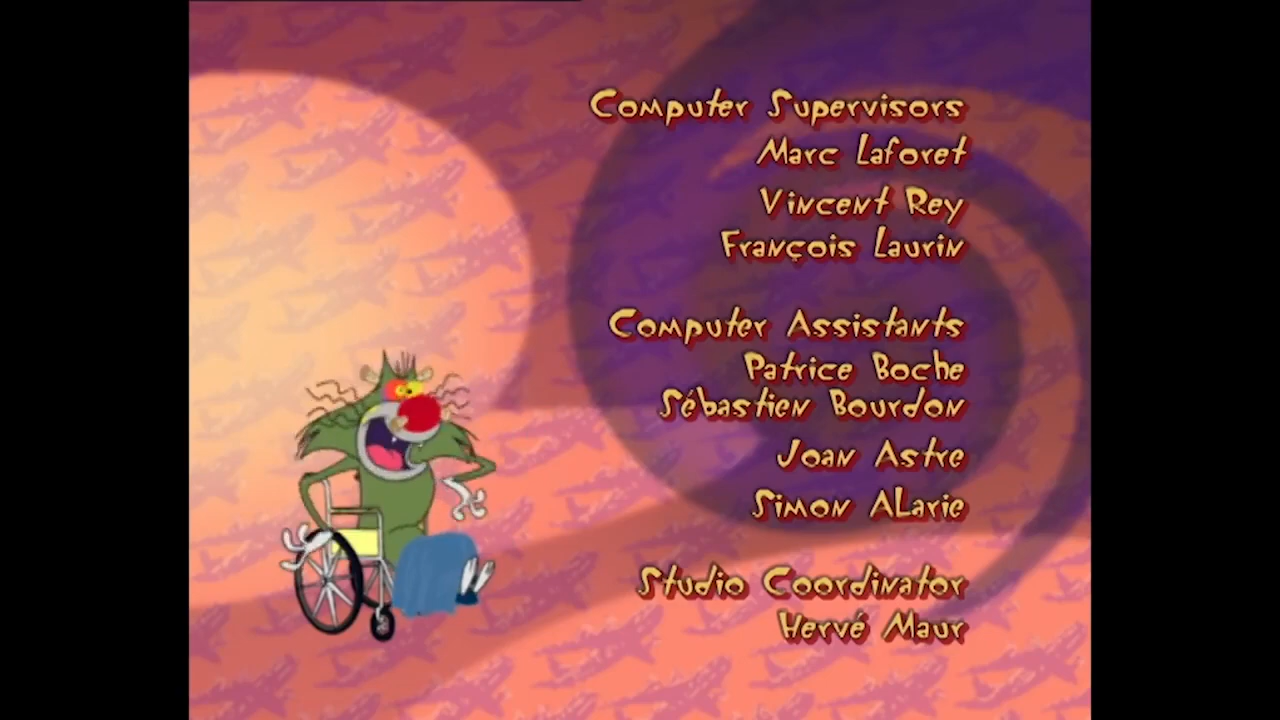 Computer Supervisors
Marc Laforet
Vincent Rey
François Laurin
Computer Assistants
Patrice Boche
Sébastien Bourdon
Joan Astre
Simon ALarie
Studio Coordinator
Hervé Maur